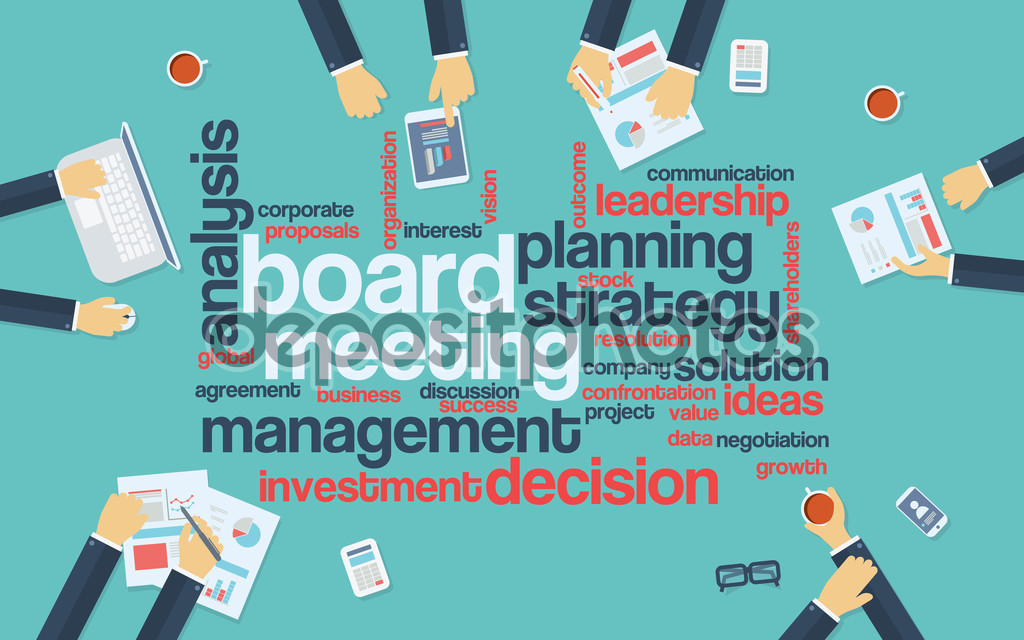 analysis
corporate
proposals
organization
interest
vision
outcome
communication
leadership
board
meeting
planning
stock
strategy
shareholders
depositphotos
global
resolution
company
solution
agreement
business
discussion
success
confrontation
ideas
project
value
management
data
negotiation
growth
investment
decision